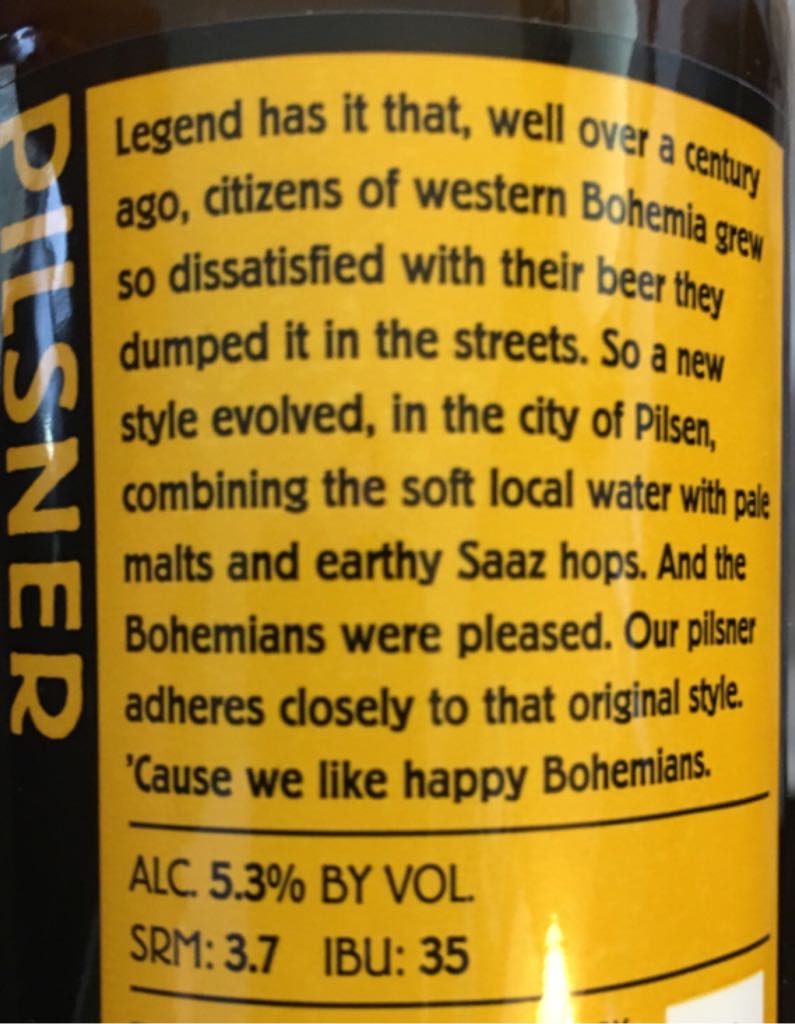 PILSNER
Legend has it that, well over a century
ago, citizens of western Bohemia grew
so dissatisfied with their beer they
dumped it in the streets. So a new
style evolved, in the city of Pilsen,
combining the soft local water with pale
malts and earthy Saaz hops. And the
Bohemians were pleased. Our pilsner
adheres closely to that original style.
'Cause we like happy Bohemians.
ALC. 5.3% BY VOL.
SRM: 3.7 IBU: 35